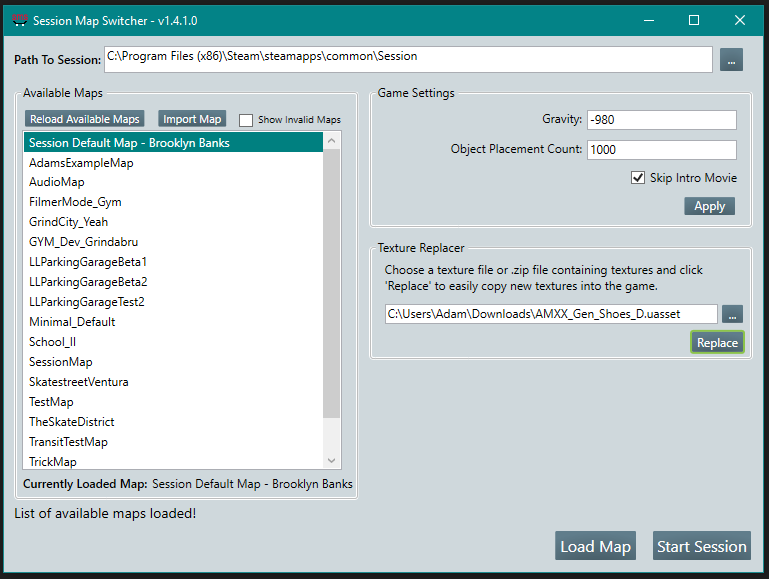 Session Map Switcher - v1.4.1.0
Path To Session: C:\Program Files (x86)\Steam\steamapps\common\Session ...
Available Maps
Reload Available Maps Import Map Show Invalid Maps
Session Default Map - Brooklyn Banks
AdamsExampleMap
AudioMap
FilmerMode_Gym
GrindCity_Yeah
GYM_Dev_Grindabru
LLParkingGarageBeta1
LLParkingGarageBeta2
LLParkingGarageTest2
Minimal_Default
School_II
SessionMap
SkatestreetVentura
TestMap
TheSkateDistrict
TransitTestMap
TrickMap
Currently Loaded Map: Session Default Map - Brooklyn Banks
Game Settings
Gravity: -980
Object Placement Count: 1000
Skip Intro Movie
Apply
Texture Replacer
Choose a texture file or .zip file containing textures and click
'Replace' to easily copy new textures into the game.
C:\Users\Adam\Downloads\AMXX_Gen_Shoes_D.uasset ...
Replace
List of available maps loaded!
Load Map Start Session